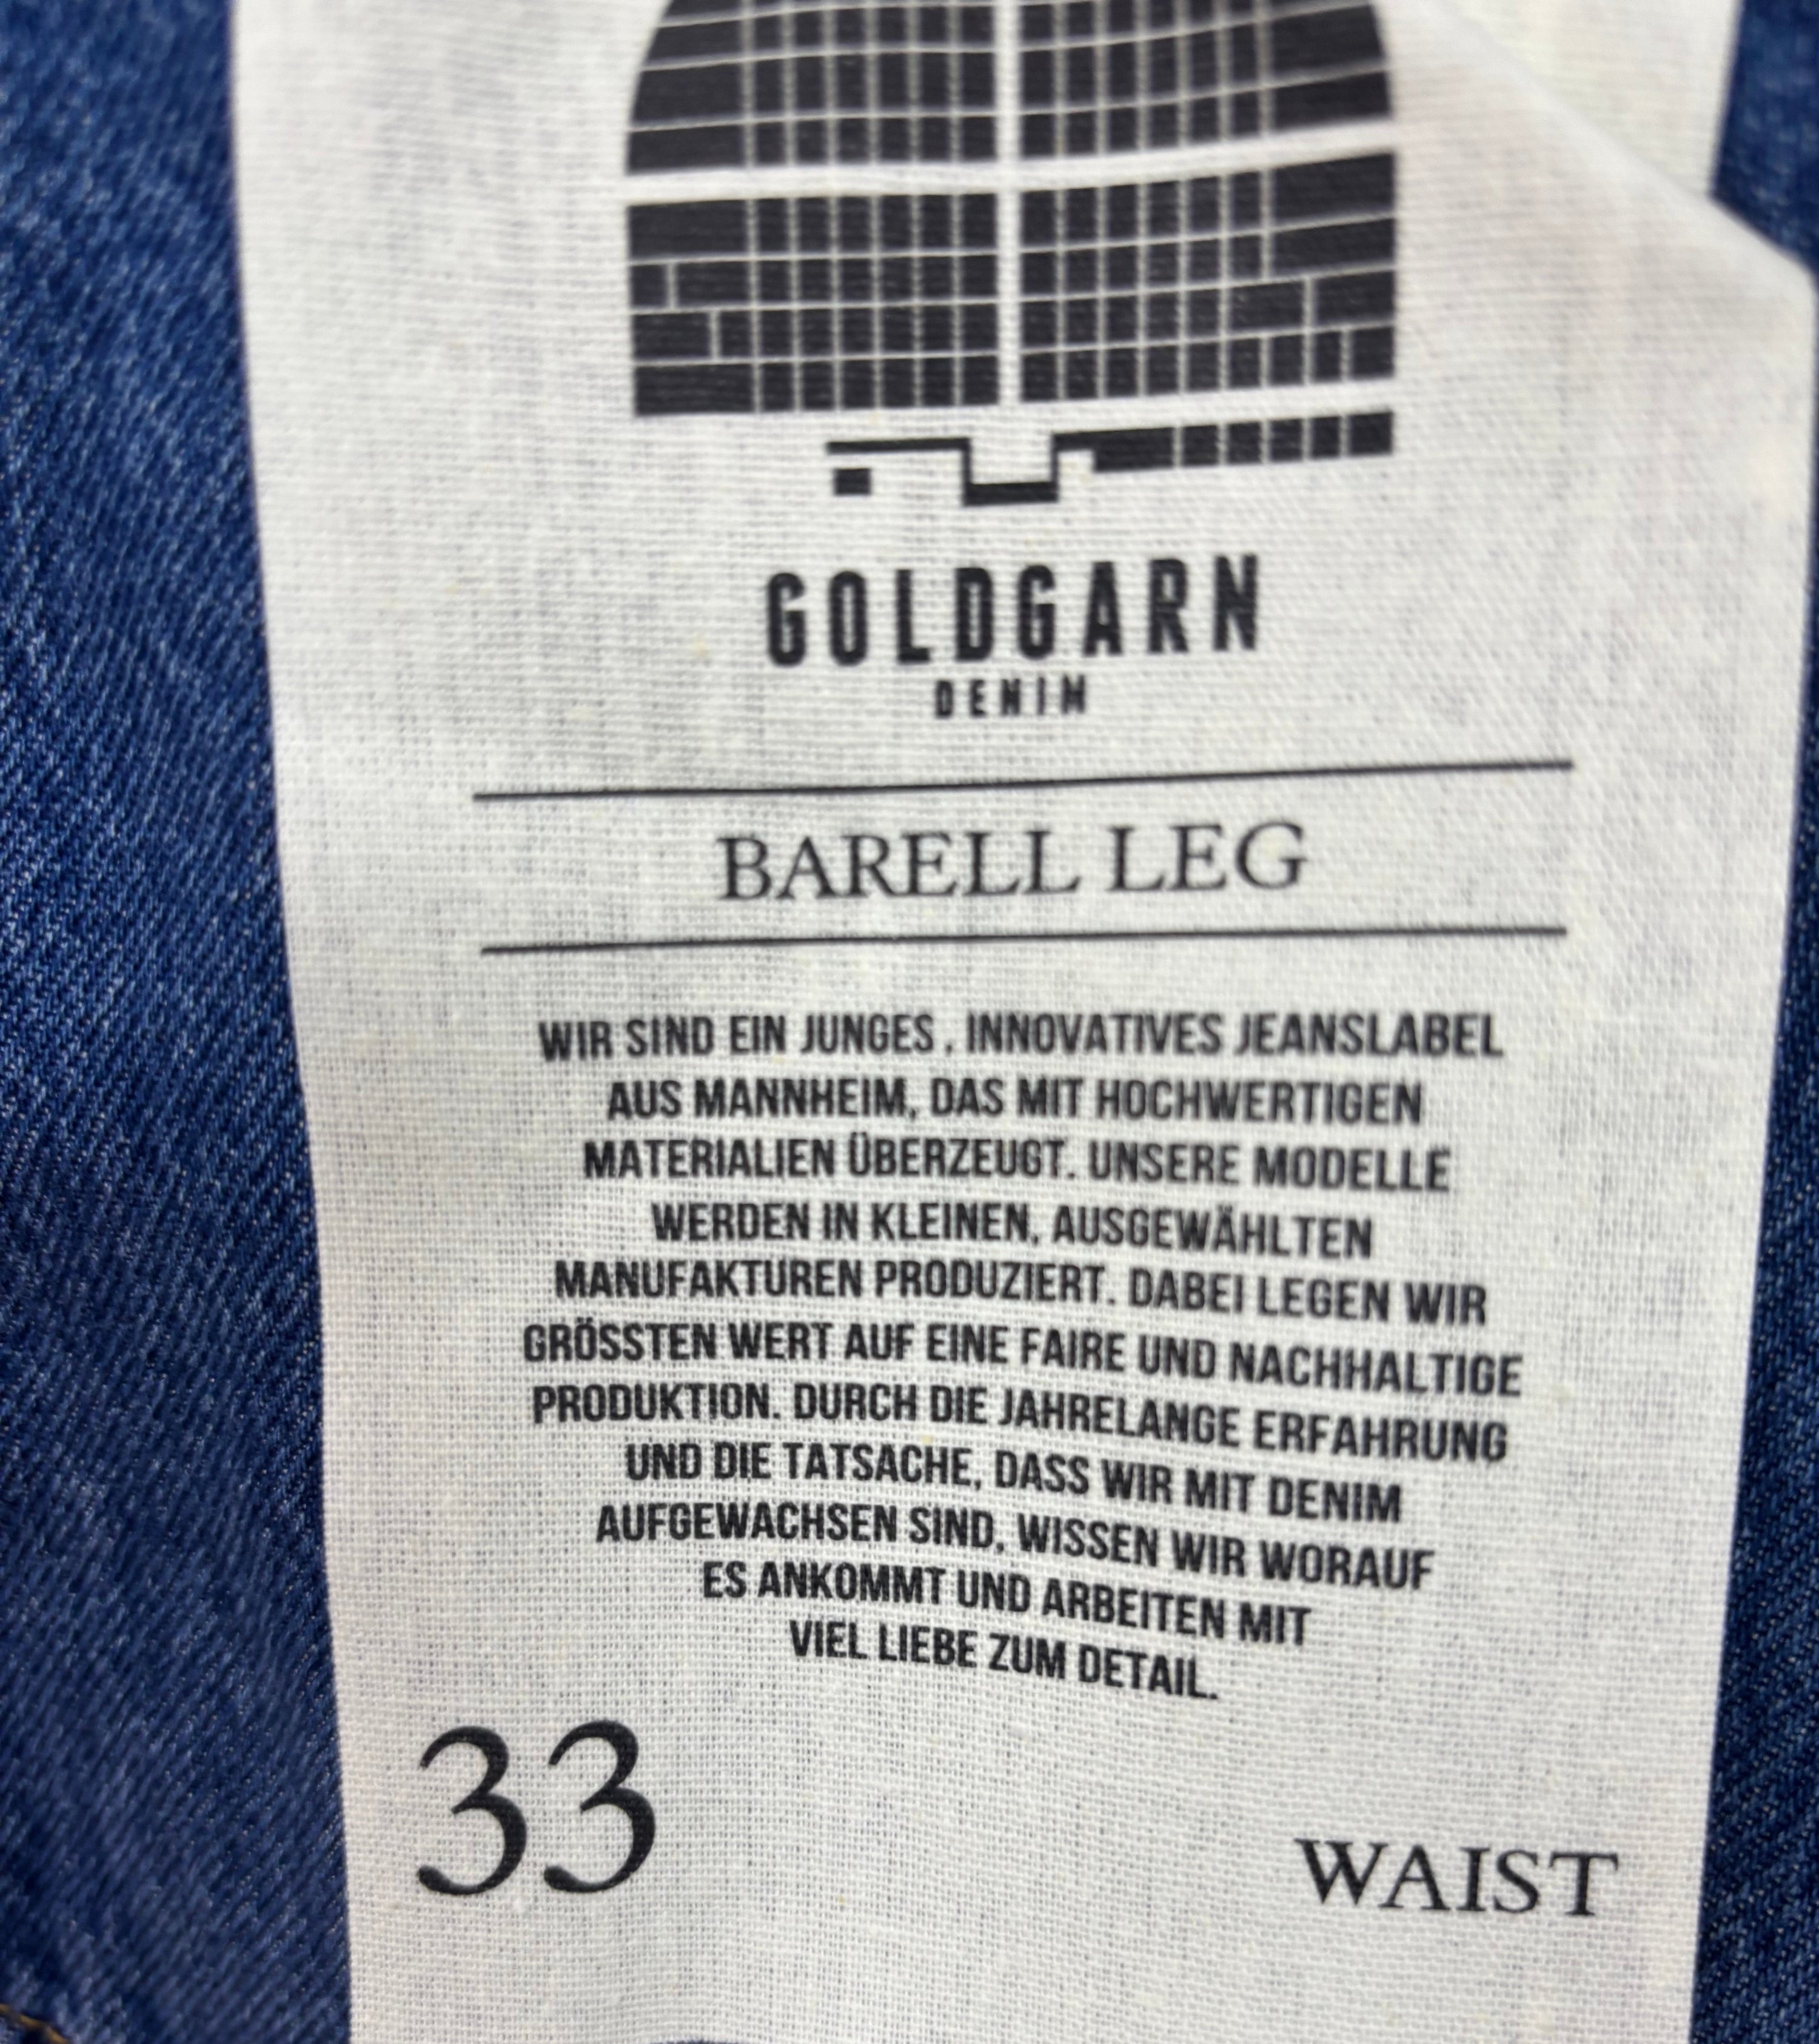 GOLDGARN
DENIM
BARELL LEG
WIR SIND EIN JUNGES , INNOVATIVES JEANSLABEL
AUS MANNHEIM, DAS MIT HOCHWERTIGEN
MATERIALIEN ÜBERZEUGT. UNSERE MODELLE
WERDEN IN KLEINEN, AUSGEWÄHLTEN
MANUFAKTUREN PRODUZIERT. DABEI LEGEN WIR
GRÖSSTEN WERT AUF EINE FAIRE UND NACHHALTIGE
PRODUKTION. DURCH DIE JAHRELANGE ERFAHRUNG
UND DIE TATSACHE, DASS WIR MIT DENIM
AUFGEWACHSEN SIND, WISSEN WIR WORAUF
ES ANKOMMT UND ARBEITEN MIT
VIEL LIEBE ZUM DETAIL.
33 WAIST